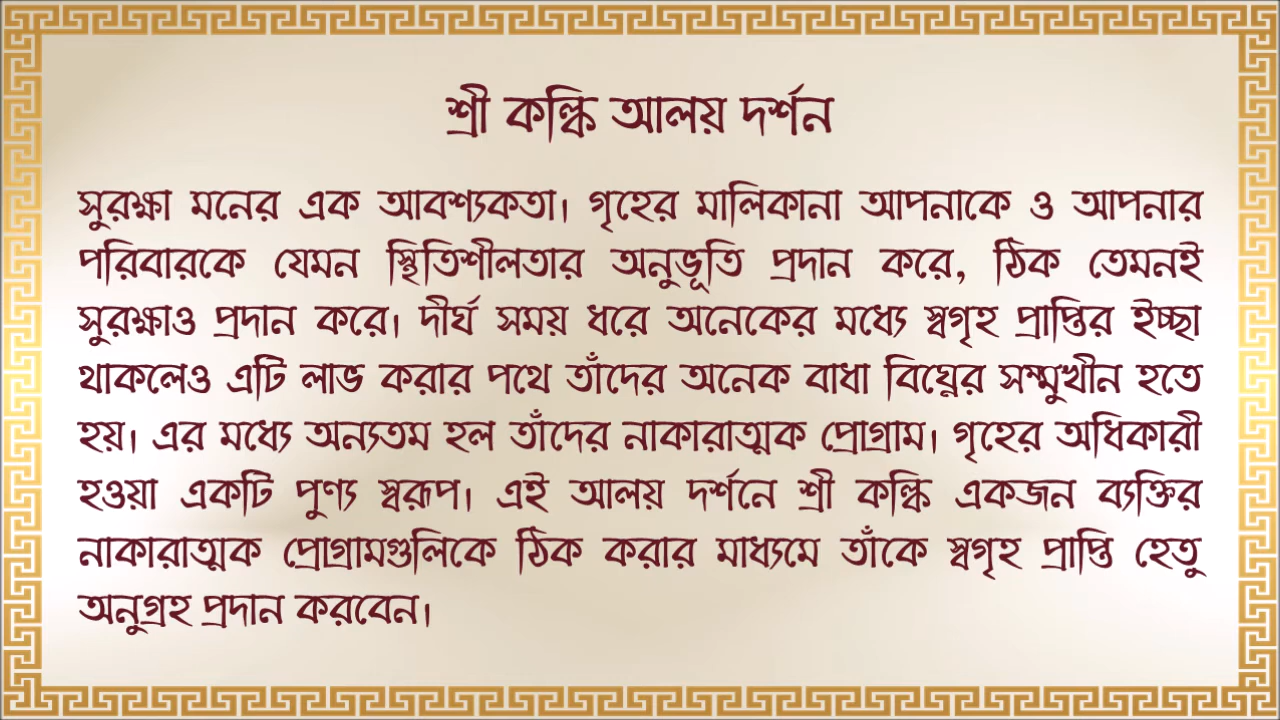 শ্রী কল্কি আলয় দর্শন
সুরক্ষা মনের এক আবশ্যকতা। গৃহের মালিকানা আপনাকে ও আপনার
পরিবারকে যেমন স্থিতিশীলতার অনুভূতি প্রদান করে, ঠিক তেমনই
সুরক্ষাও প্রদান করে। দীর্ঘ সময় ধরে অনেকের মধ্যে স্বগৃহ প্রাপ্তির ইচ্ছা
থাকলেও এটি লাভ করার পথে তাঁদের অনেক বাধা বিঘ্নের সম্মুখীন হতে
হয়। এর মধ্যে অন্যতম হল তাঁদের নাকারাত্মক প্রোগ্রাম। গৃহের অধিকারী
হওয়া একটি পুণ্য স্বরূপ। এই আলয় দর্শনে শ্রী কল্কি একজন ব্যক্তির
নাকারাত্মক প্রোগ্রামগুলিকে ঠিক করার মাধ্যমে তাঁকে স্বগৃহ প্রাপ্তি হেতু
অনুগ্রহ প্রদান করবেন।